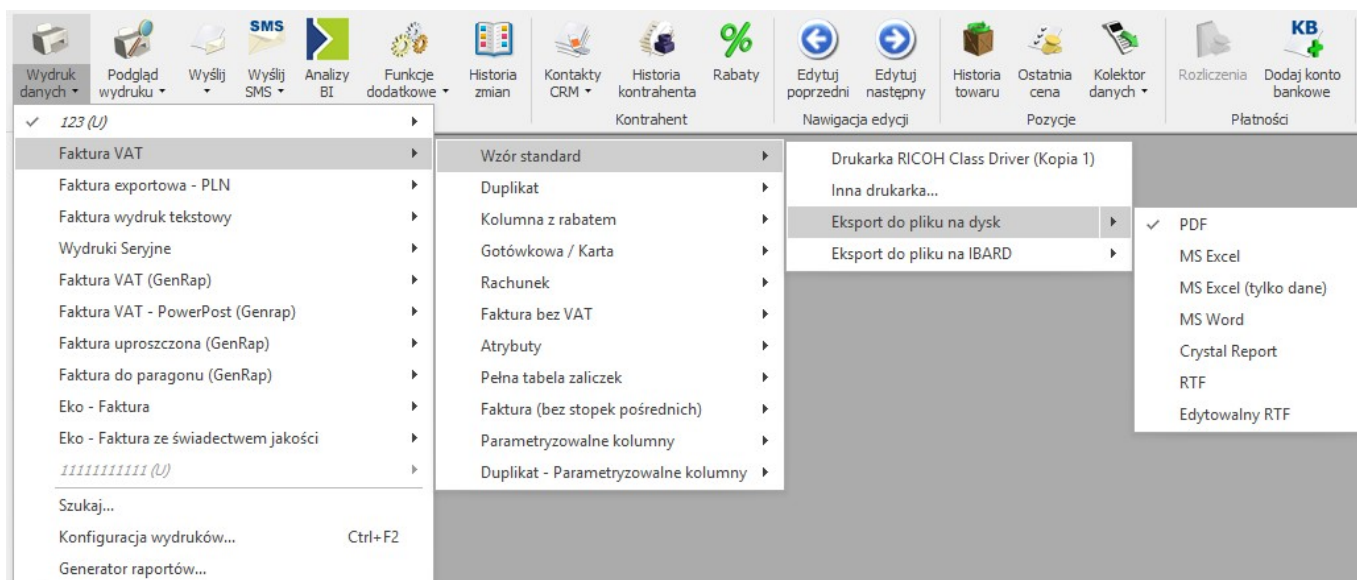 SMS
KB
Wydruk danych
Podgląd wydruku
Wyślij
Wyślij SMS
Analizy BI
Funkcje dodatkowe
Historia zmian
Kontakty CRM
Historia kontrahenta
Rabaty
Edytuj poprzedni
Edytuj następny
Historia towaru
Ostatnia cena
Kolektor danych
Rozliczenia
Dodaj konto bankowe
Kontrahent
Nawigacja edycji
Pozycje
Płatności
123 (U)
Faktura VAT
Faktura exportowa - PLN
Faktura wydruk tekstowy
Wydruki Seryjne
Faktura VAT (GenRap)
Faktura VAT - PowerPost (Genrap)
Faktura uproszczona (GenRap)
Faktura do paragonu (GenRap)
Eko - Faktura
Eko - Faktura ze świadectwem jakości
11111111111 (U)
Szukaj...
Konfiguracja wydruków... Ctrl+F2
Generator raportów...
Wzór standard
Duplikat
Kolumna z rabatem
Gotówkowa / Karta
Rachunek
Faktura bez VAT
Atrybuty
Pełna tabela zaliczek
Faktura (bez stopek pośrednich)
Parametryzowalne kolumny
Duplikat - Parametryzowalne kolumny
Drukarka RICOH Class Driver (Kopia 1)
Inna drukarka...
Eksport do pliku na dysk
Eksport do pliku na IBARD
PDF
MS Excel
MS Excel (tylko dane)
MS Word
Crystal Report
RTF
Edytowalny RTF